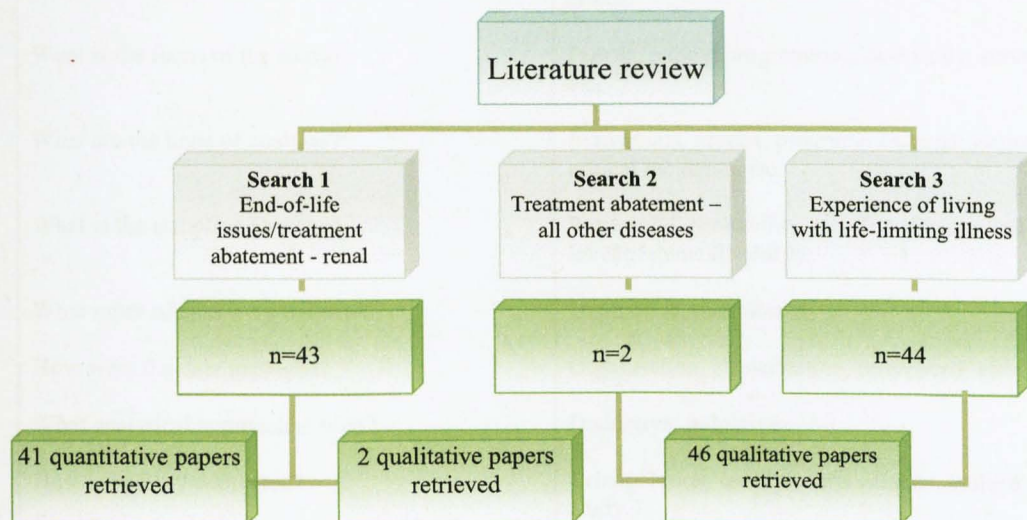 Literature review
Search 1
End-of-life
issues/treatment
abatement - renal
Search 2
Treatment abatement –
all other diseases
Search 3
Experience of living
with life-limiting illness
n=43
n=2
n=44
41 quantitative papers
retrieved
2 qualitative papers
retrieved
46 qualitative papers
retrieved